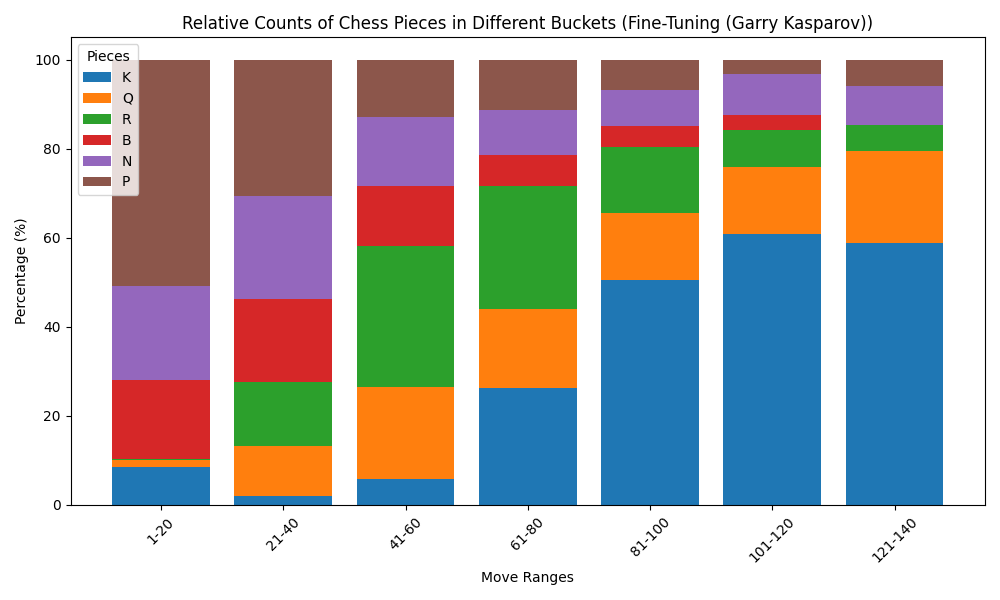 Relative Counts of Chess Pieces in Different Buckets (Fine-Tuning (Garry Kasparov))
Pieces
K
Q
R
B
N
P
Percentage (%)
100
80
60
40
20
0
1-20
21-40
41-60
61-80
81-100
101-120
121-140
Move Ranges